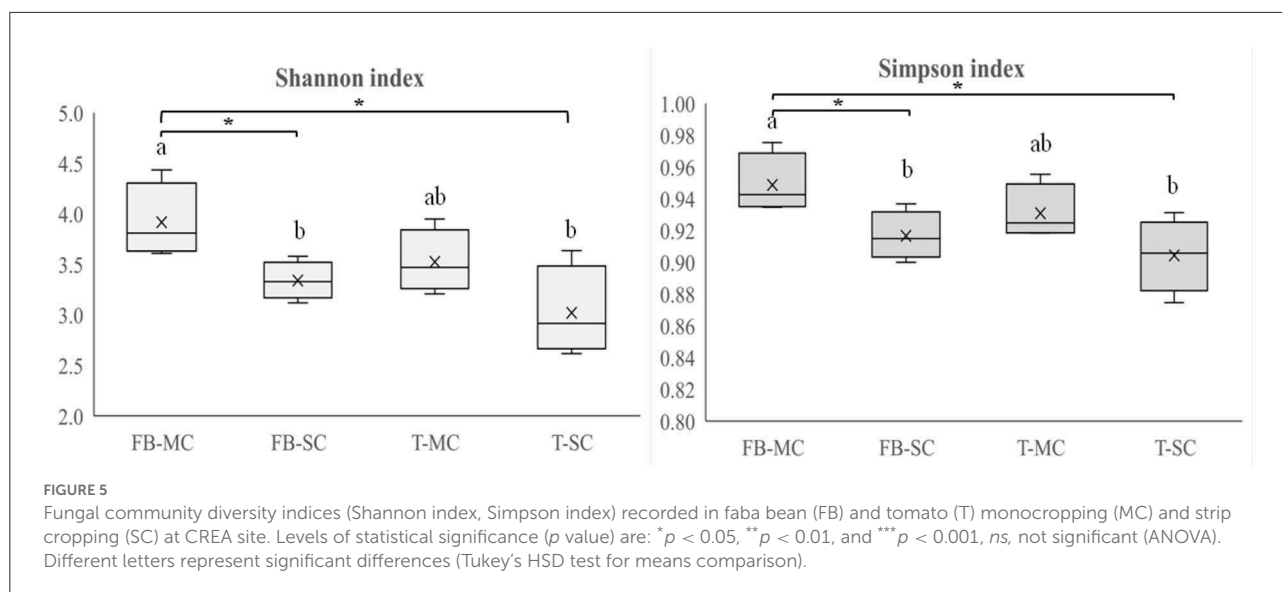 Shannon index
5.0
4.5
4.0
3.5
3.0
2.5
2.0
*
*
a
b
ab
b
FB-MC FB-SC T-MC T-SC
Simpson index
1.00
0.98
0.96
0.94
0.92
0.90
0.88
0.86
0.84
0.82
0.80
*
*
a
b
ab
b
FB-MC FB-SC T-MC T-SC
FIGURE 5
Fungal community diversity indices (Shannon index, Simpson index) recorded in faba bean (FB) and tomato (T) monocropping (MC) and strip
cropping (SC) at CREA site. Levels of statistical significance (p value) are: *p < 0.05, **p < 0.01, and ***p < 0.001, ns, not significant (ANOVA).
Different letters represent significant differences (Tukey's HSD test for means comparison).